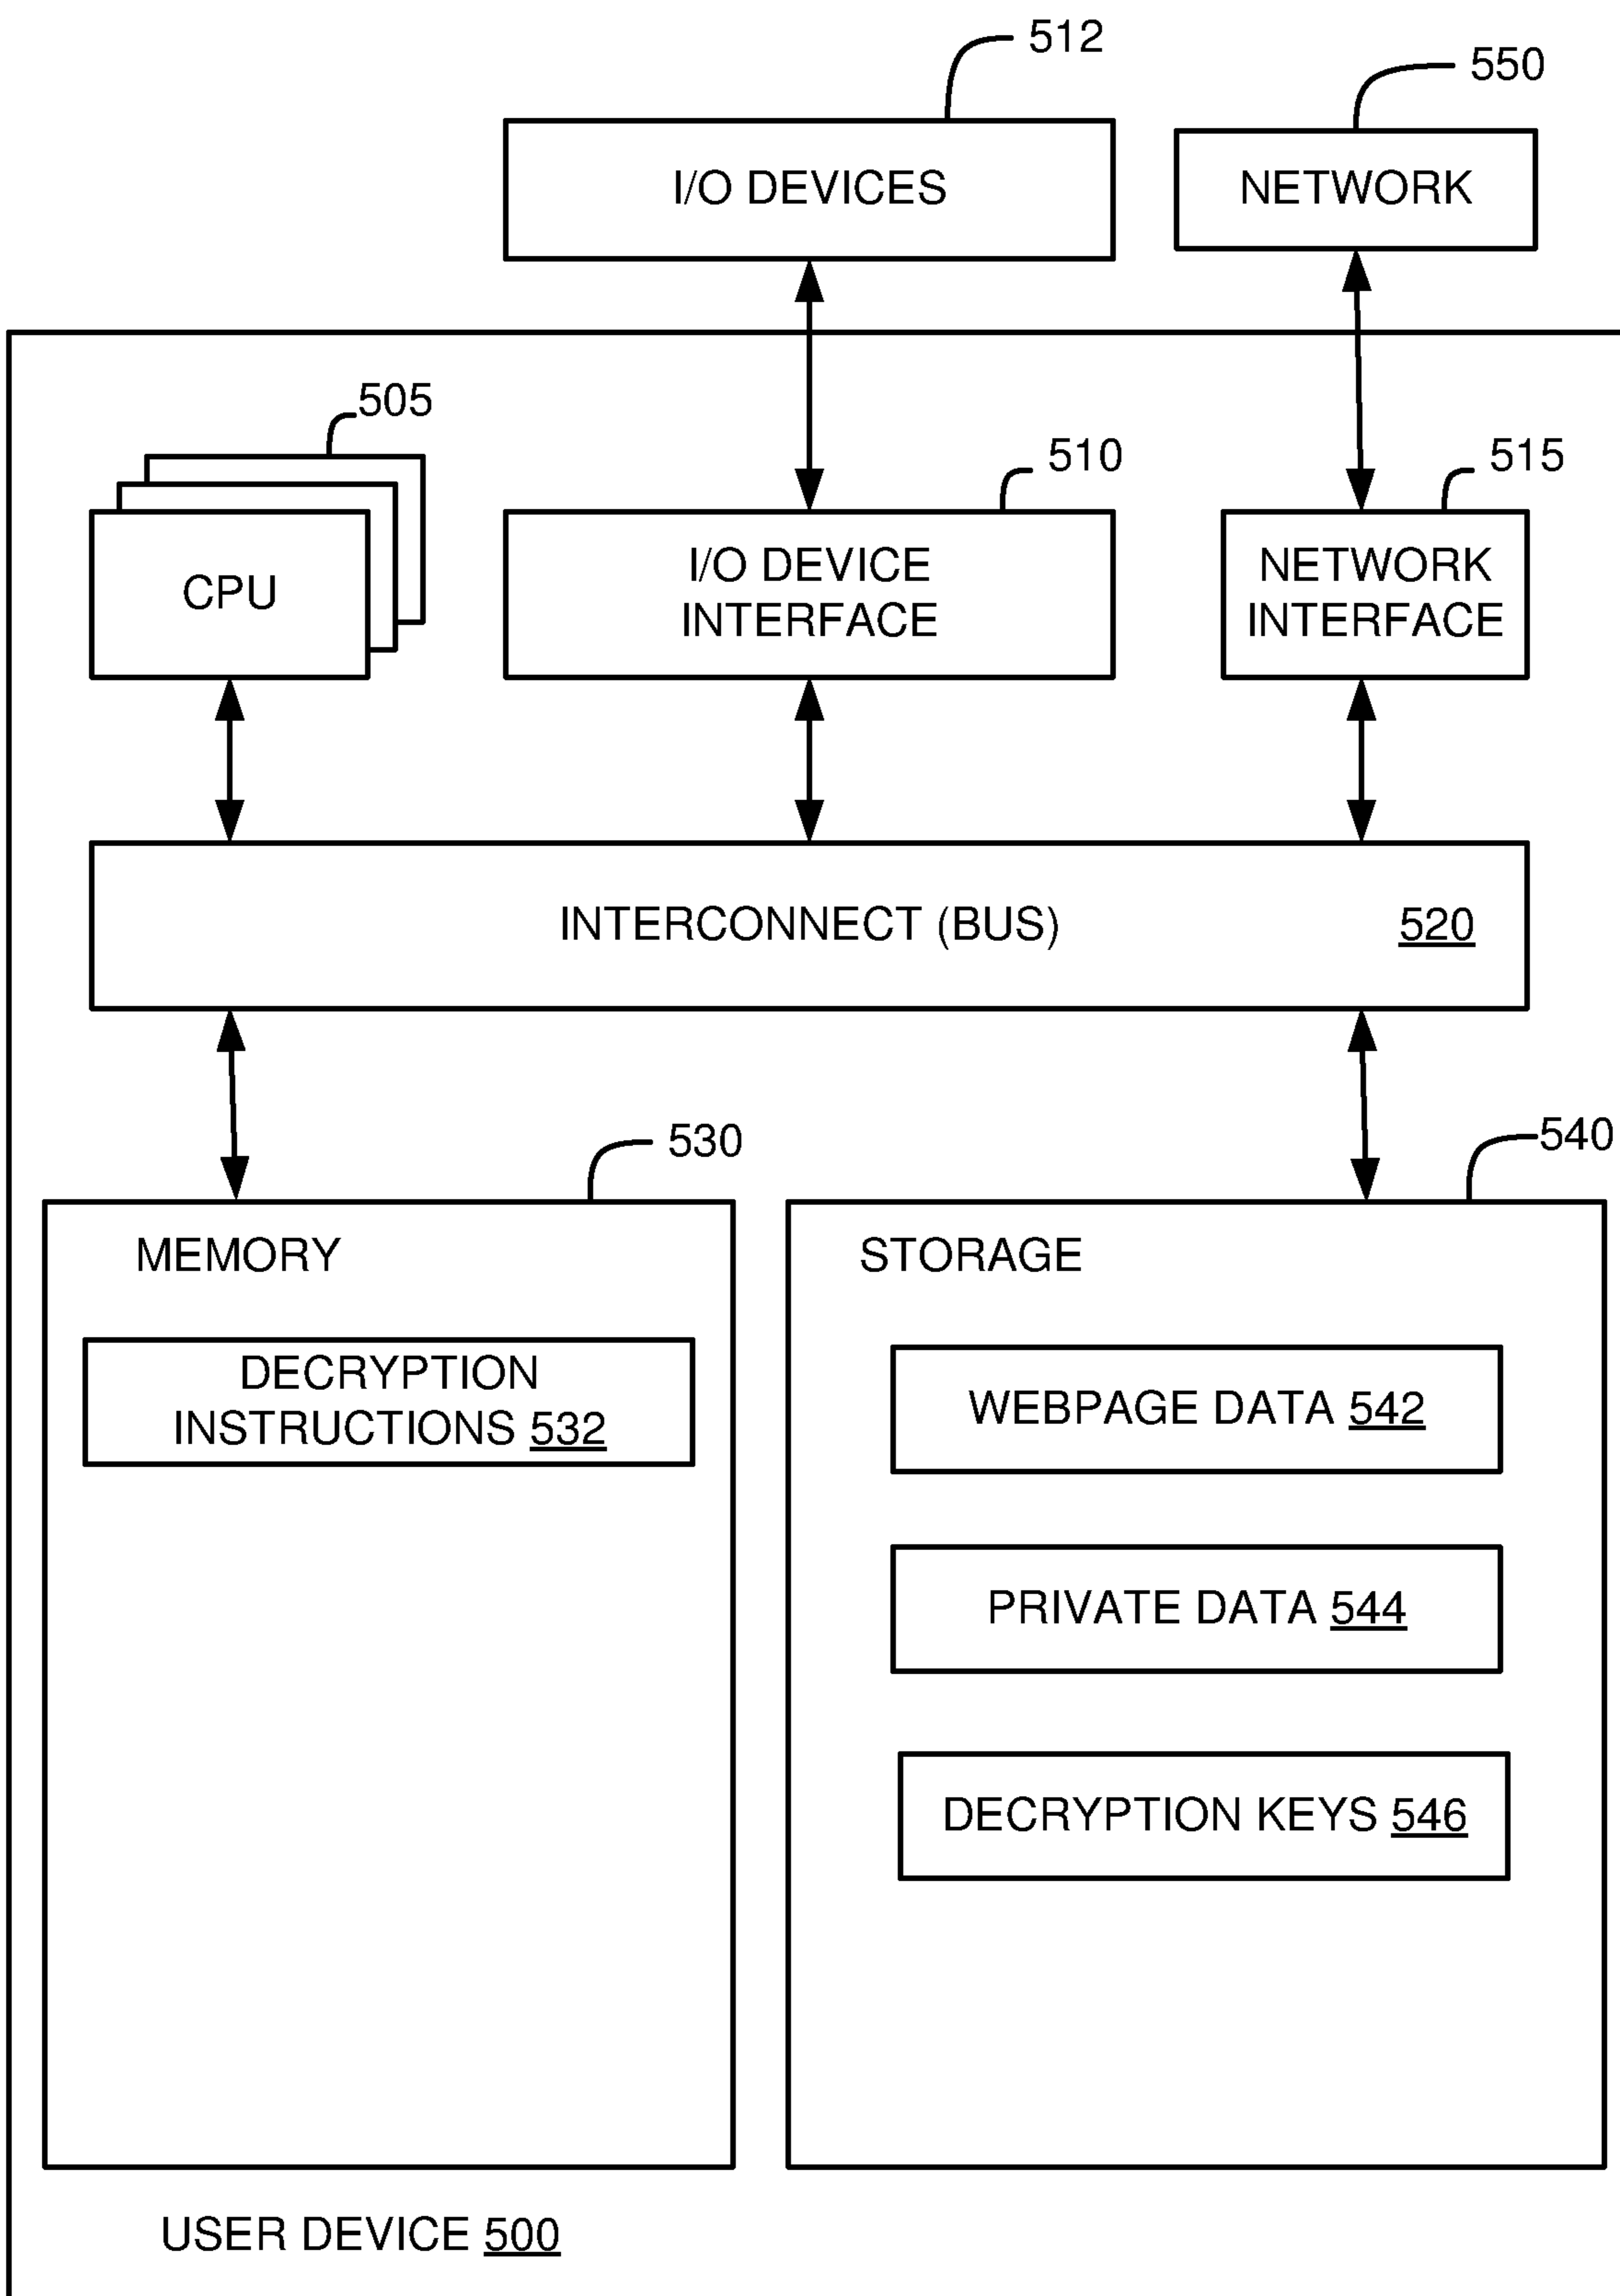 512
550
I/O DEVICES
NETWORK
505
510
515
CPU
I/O DEVICE
INTERFACE
NETWORK
INTERFACE
INTERCONNECT (BUS) 520
530
540
MEMORY
DECRYPTION
INSTRUCTIONS 532
STORAGE
WEBPAGE DATA 542
PRIVATE DATA 544
DECRYPTION KEYS 546
USER DEVICE 500